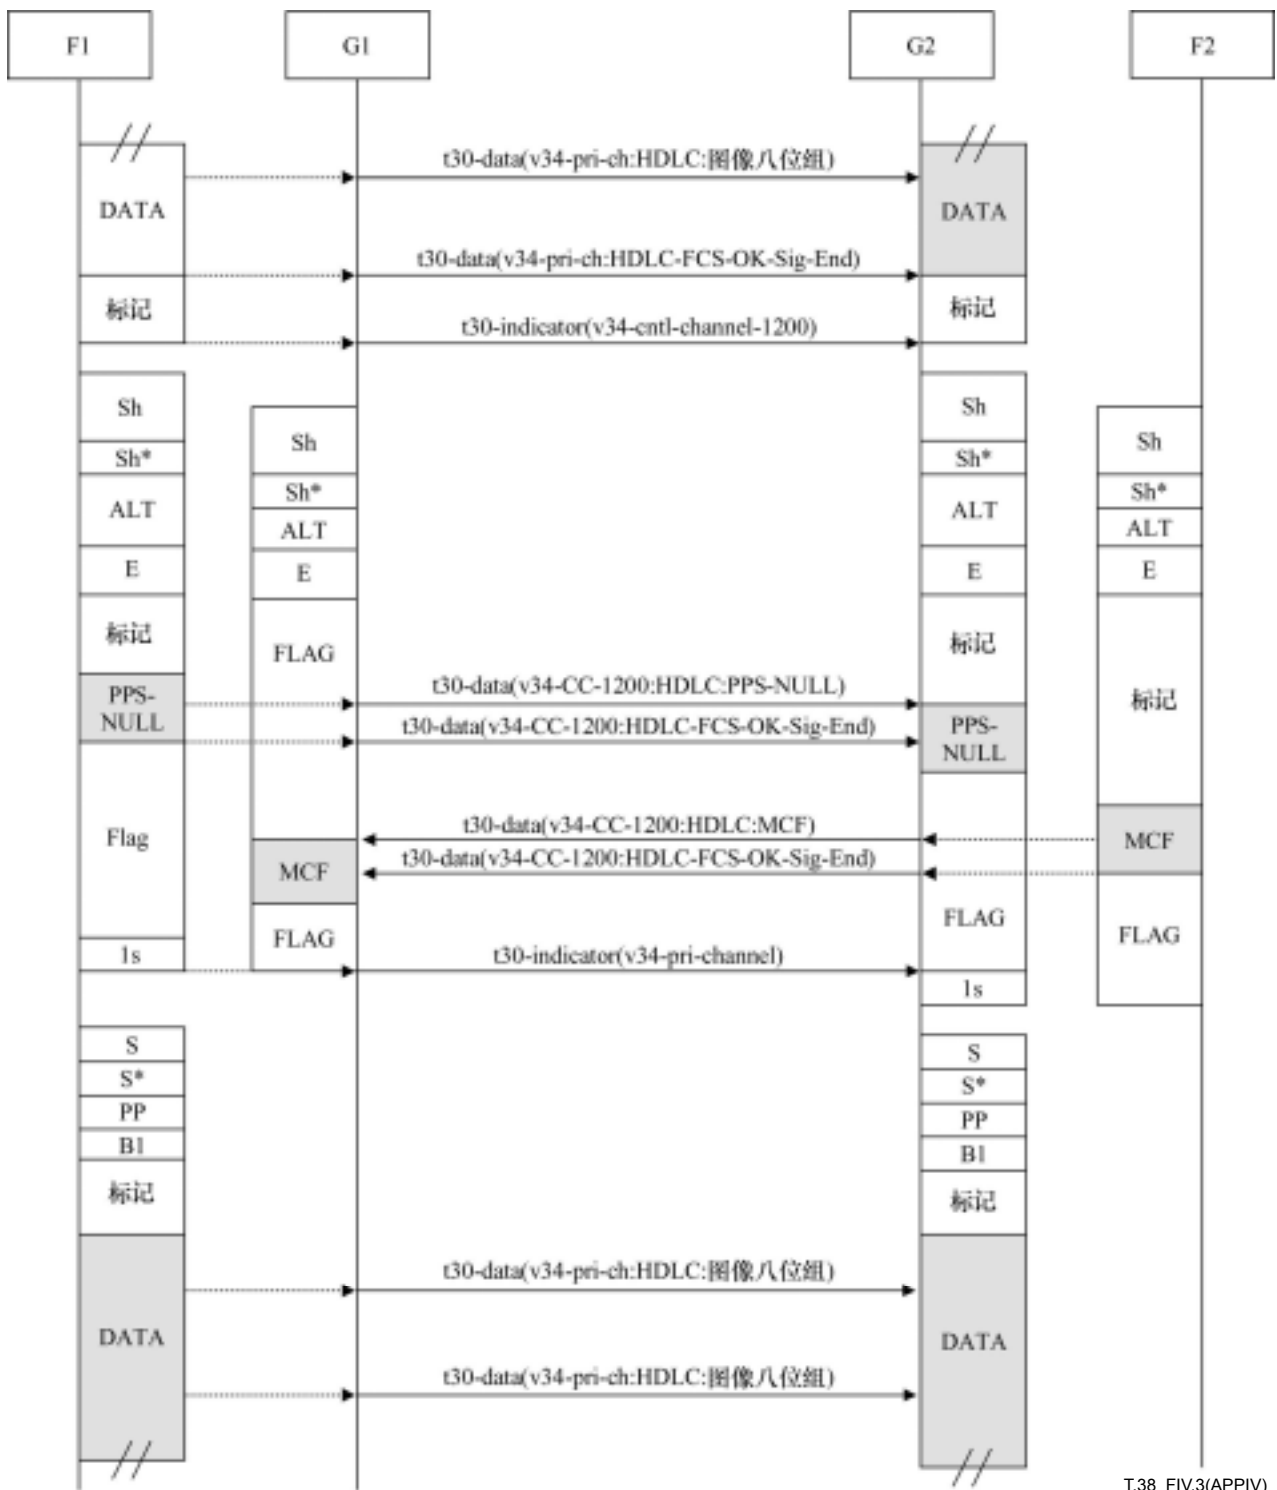 F1
G1
G2
F2
t30-data(v34-pri-ch:HDLC:图像八位组)
DATA
DATA
t30-data(v34-pri-ch:HDLC-FCS-OK-Sig-End)
标记
标记
t30-indicator(v34-cntl-channel-1200)
Sh
Sh
Sh
Sh
Sh*
Sh*
Sh*
Sh*
ALT
ALT
ALT
ALT
E
E
E
E
标记
标记
FLAG
标记
t30-data(v34-CC-1200:HDLC:PPS-NULL)
PPS-
NULL
t30-data(v34-CC-1200:HDLC-FCS-OK-Sig-End)
PPS-
NULL
t30-data(v34-CC-1200:HDLC:MCF)
Flag
MCF
t30-data(v34-CC-1200:HDLC-FCS-OK-Sig-End)
MCF
FLAG
FLAG
FLAG
t30-indicator(v34-pri-channel)
1s
1s
S
S
S*
S*
PP
PP
B1
B1
标记
标记
t30-data(v34-pri-ch:HDLC:图像八位组)
DATA
DATA
t30-data(v34-pri-ch:HDLC:图像八位组)
T.38_FIV.3(APPIV)